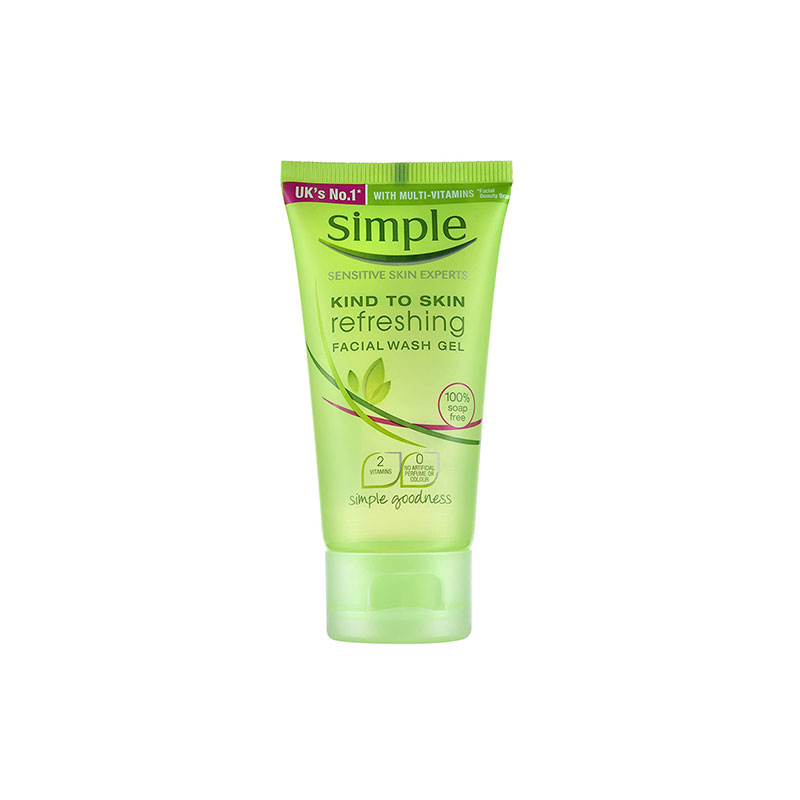 UK's No.1*
WITH MULTI-VITAMINS
*Facial
Beauty
simple
SENSITIVE SKIN EXPERTS
KIND TO SKIN
refreshing
FACIAL WASH GEL
100%
soap
free
2
VITAMINS
0
NO ARTIFICIAL
PERFUME OR
COLOUR
simple goodness